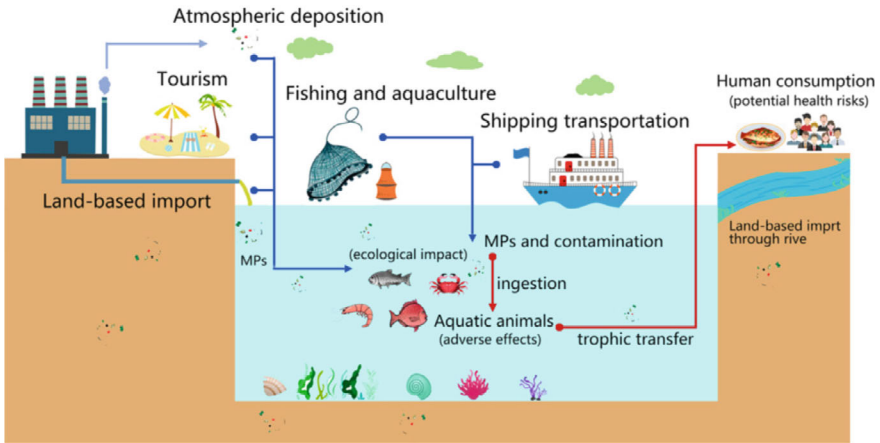 Atmospheric deposition
Tourism
Fishing and aquaculture
Shipping transportation
Human consumption
(potential health risks)
Land-based import
Land-based imprt
through rive
MPs
(ecological impact)
MPs and contamination
ingestion
Aquatic animals
(adverse effects)
trophic transfer